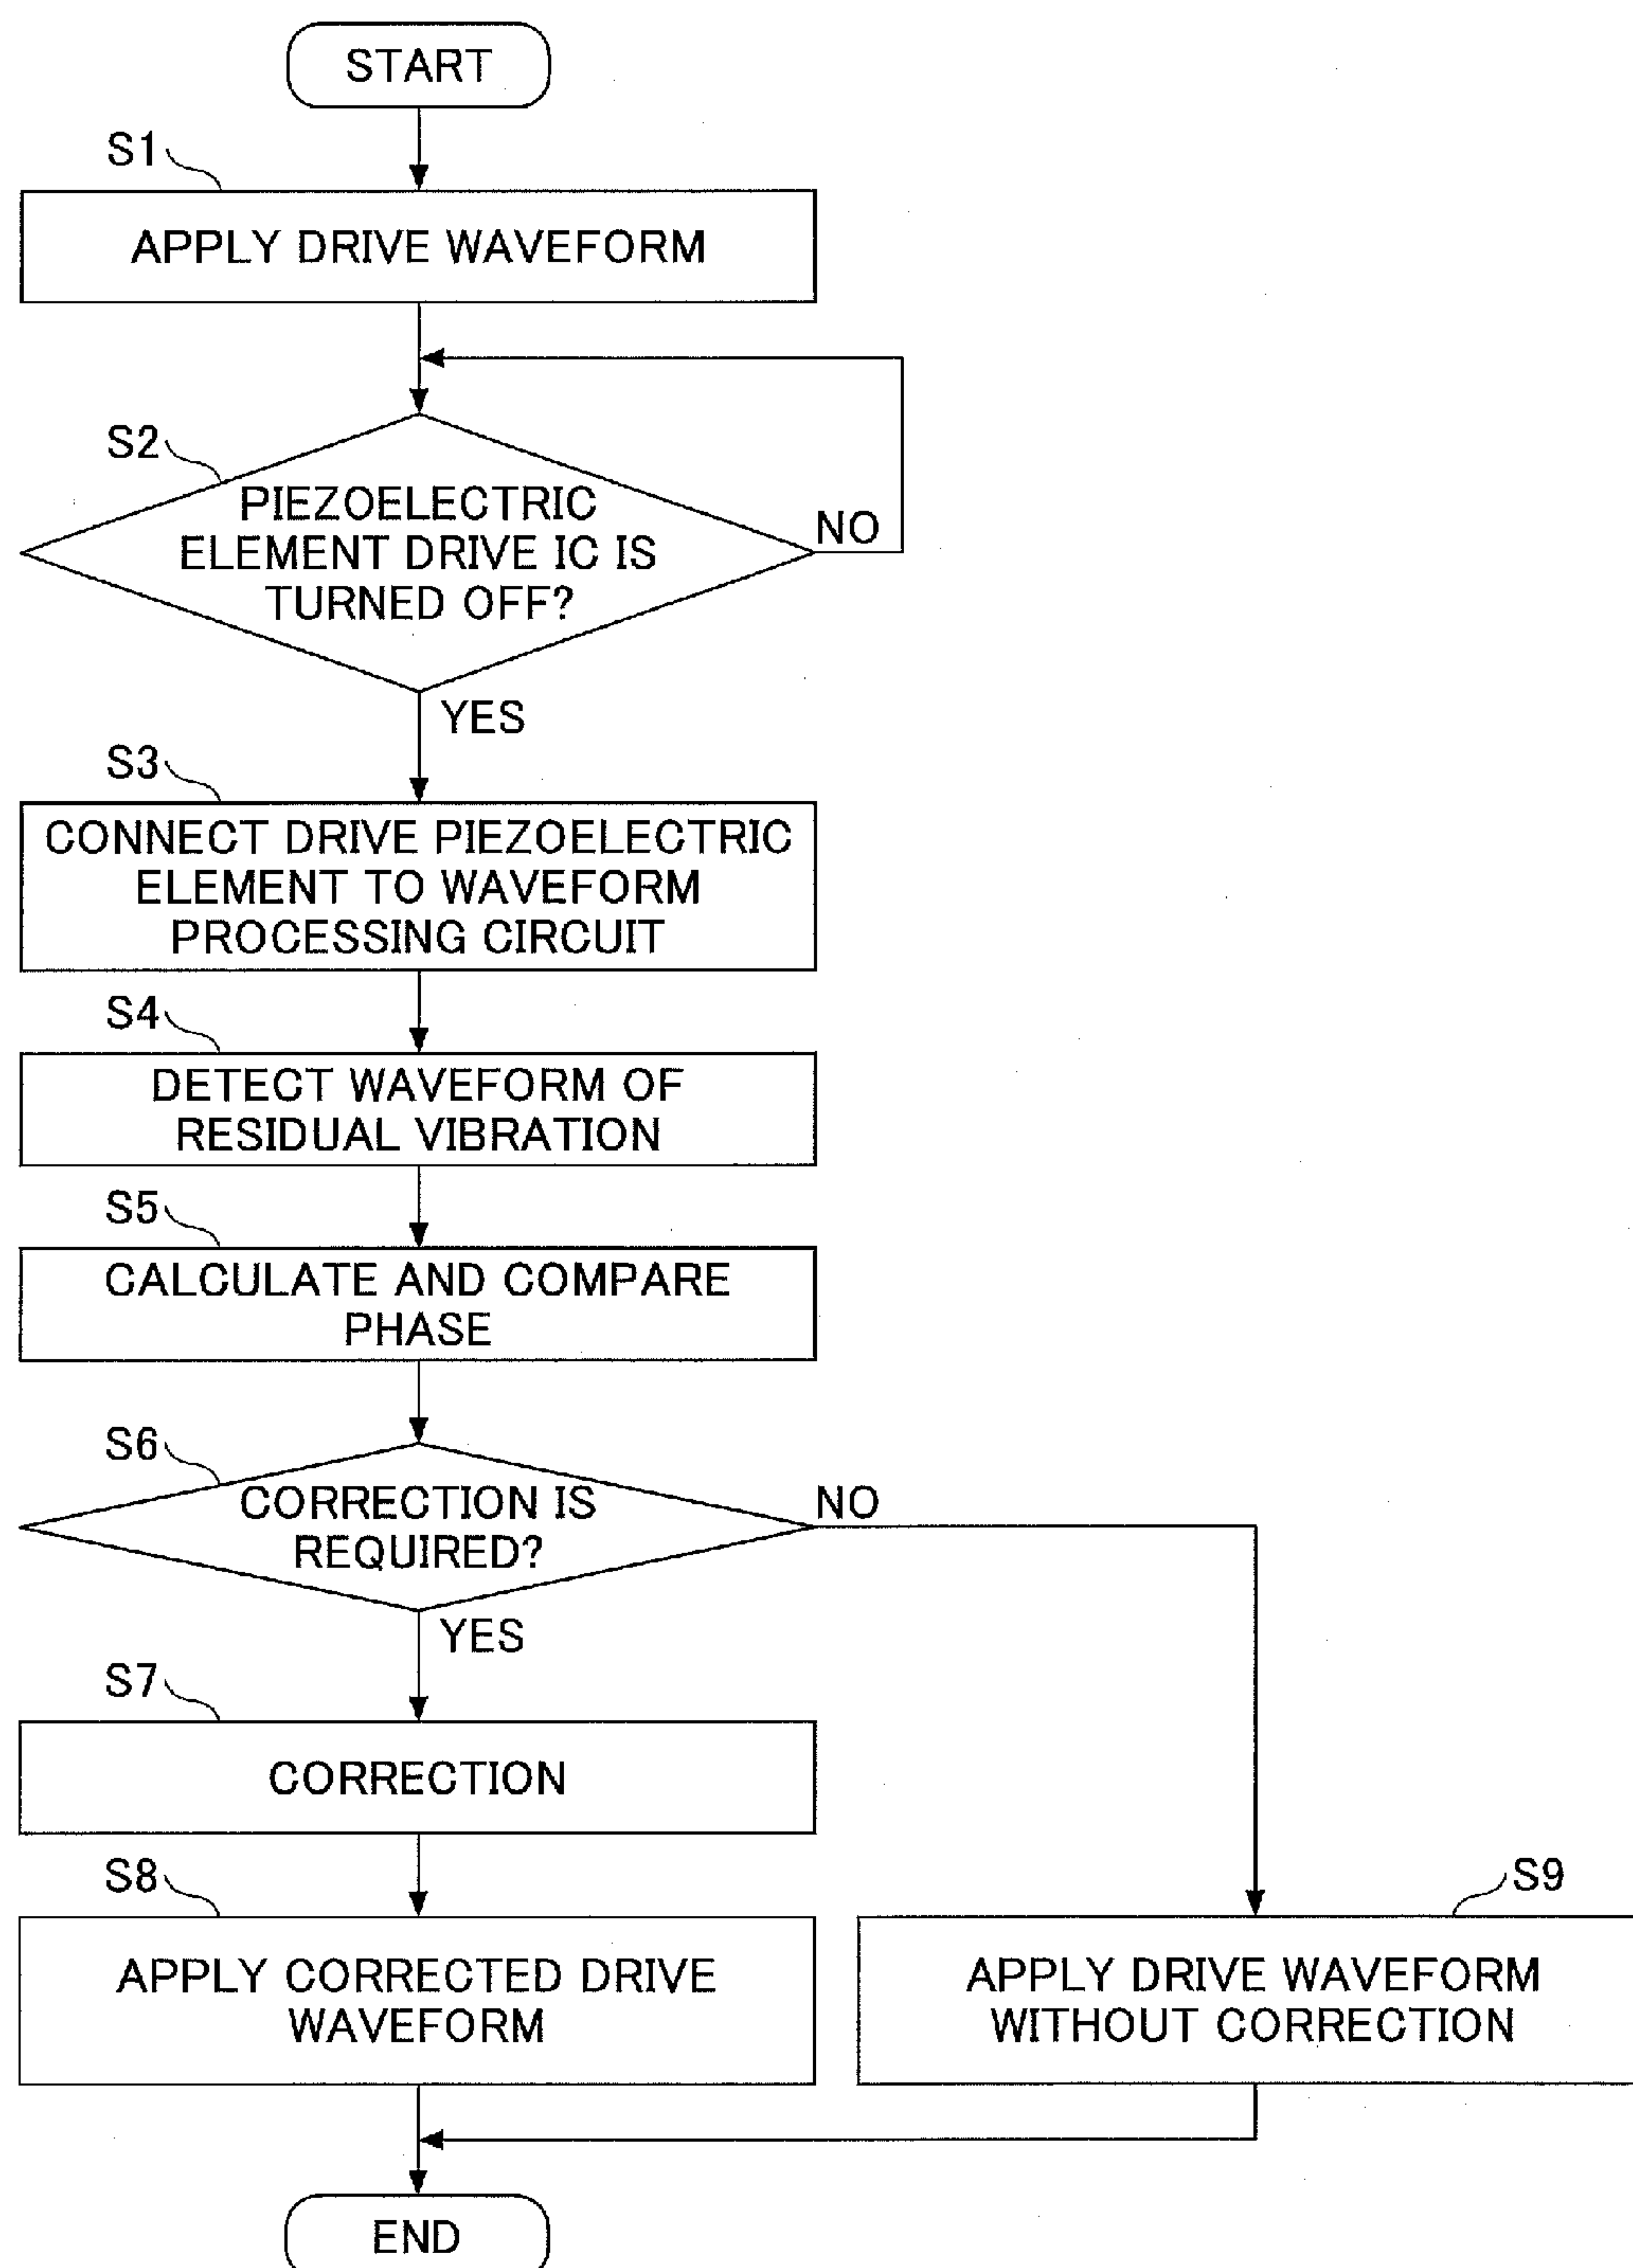 START
S1
APPLY DRIVE WAVEFORM
S2
PIEZOELECTRIC
ELEMENT DRIVE IC IS
TURNED OFF?
NO
YES
S3
CONNECT DRIVE PIEZOELECTRIC
ELEMENT TO WAVEFORM
PROCESSING CIRCUIT
S4
DETECT WAVEFORM OF
RESIDUAL VIBRATION
S5
CALCULATE AND COMPARE
PHASE
S6
CORRECTION IS
REQUIRED?
NO
YES
S7
CORRECTION
S8
APPLY CORRECTED DRIVE
WAVEFORM
S9
APPLY DRIVE WAVEFORM
WITHOUT CORRECTION
END